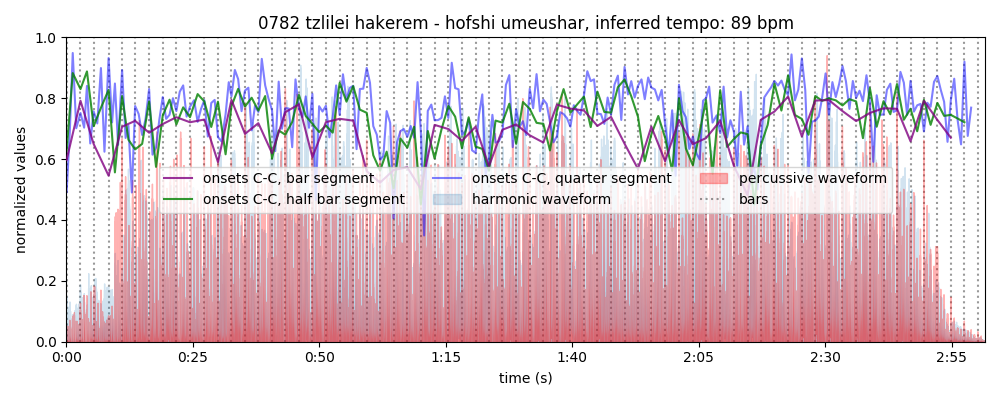 0782 tzlilei hakerem - hofshi umeushar, inferred tempo: 89 bpm
normalized values
1.0
0.8
0.6
0.4
0.2
0.0
onsets C-C, bar segment
onsets C-C, half bar segment
onsets C-C, quarter segment
harmonic waveform
percussive waveform
bars
0:00 0:25 0:50 1:15 1:40 2:05 2:30 2:55
time (s)